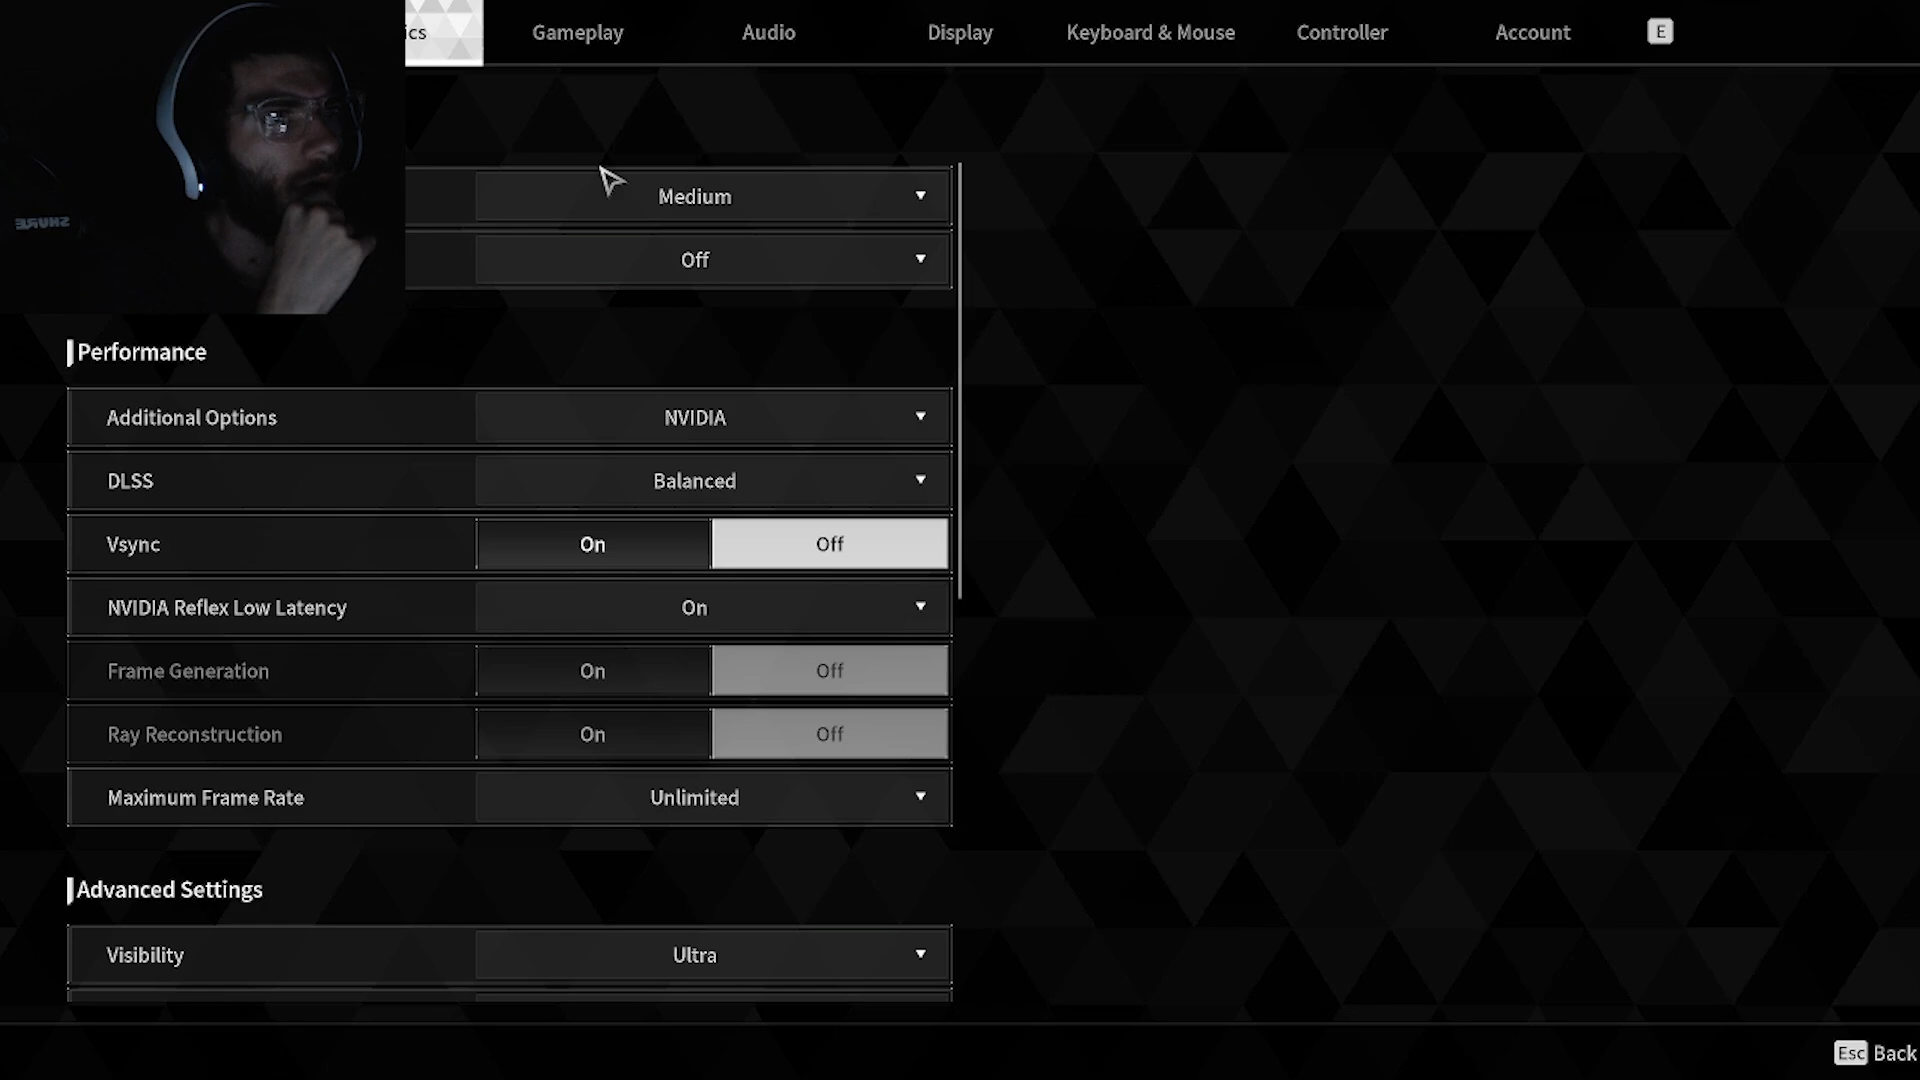 ics Gameplay Audio Display Keyboard & Mouse Controller Account E
SHURE
Medium
Off
Performance
Additional Options NVIDIA
DLSS Balanced
Vsync On Off
NVIDIA Reflex Low Latency On
Frame Generation On Off
Ray Reconstruction On Off
Maximum Frame Rate Unlimited
Advanced Settings
Visibility Ultra
Esc Back